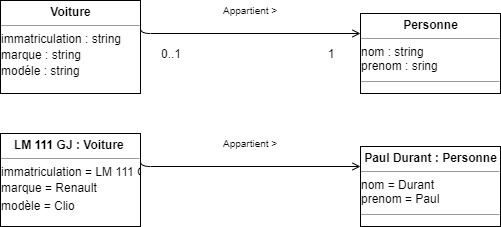 Voiture
immatriculation : string
marque : string
modèle : string
Appartient >
0..1
1
Personne
nom : string
prenom : sring
LM 111 GJ : Voiture
immatriculation = LM 111
marque = Renault
modèle = Clio
Appartient >
Paul Durant : Personne
nom = Durant
prenom = Paul